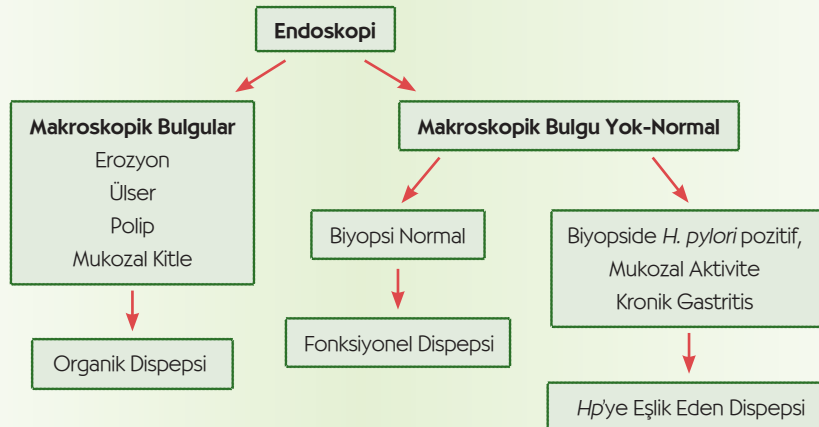 Endoskopi
Makroskopik Bulgular
Erozyon
Ülser
Polip
Mukozal Kitle
Organik Dispepsi
Makroskopik Bulgu Yok-Normal
Biyopsi Normal
Fonksiyonel Dispepsi
Biyopside H. pylori pozitif,
Mukozal Aktivite
Kronik Gastritis
Hp'ye Eşlik Eden Dispepsi